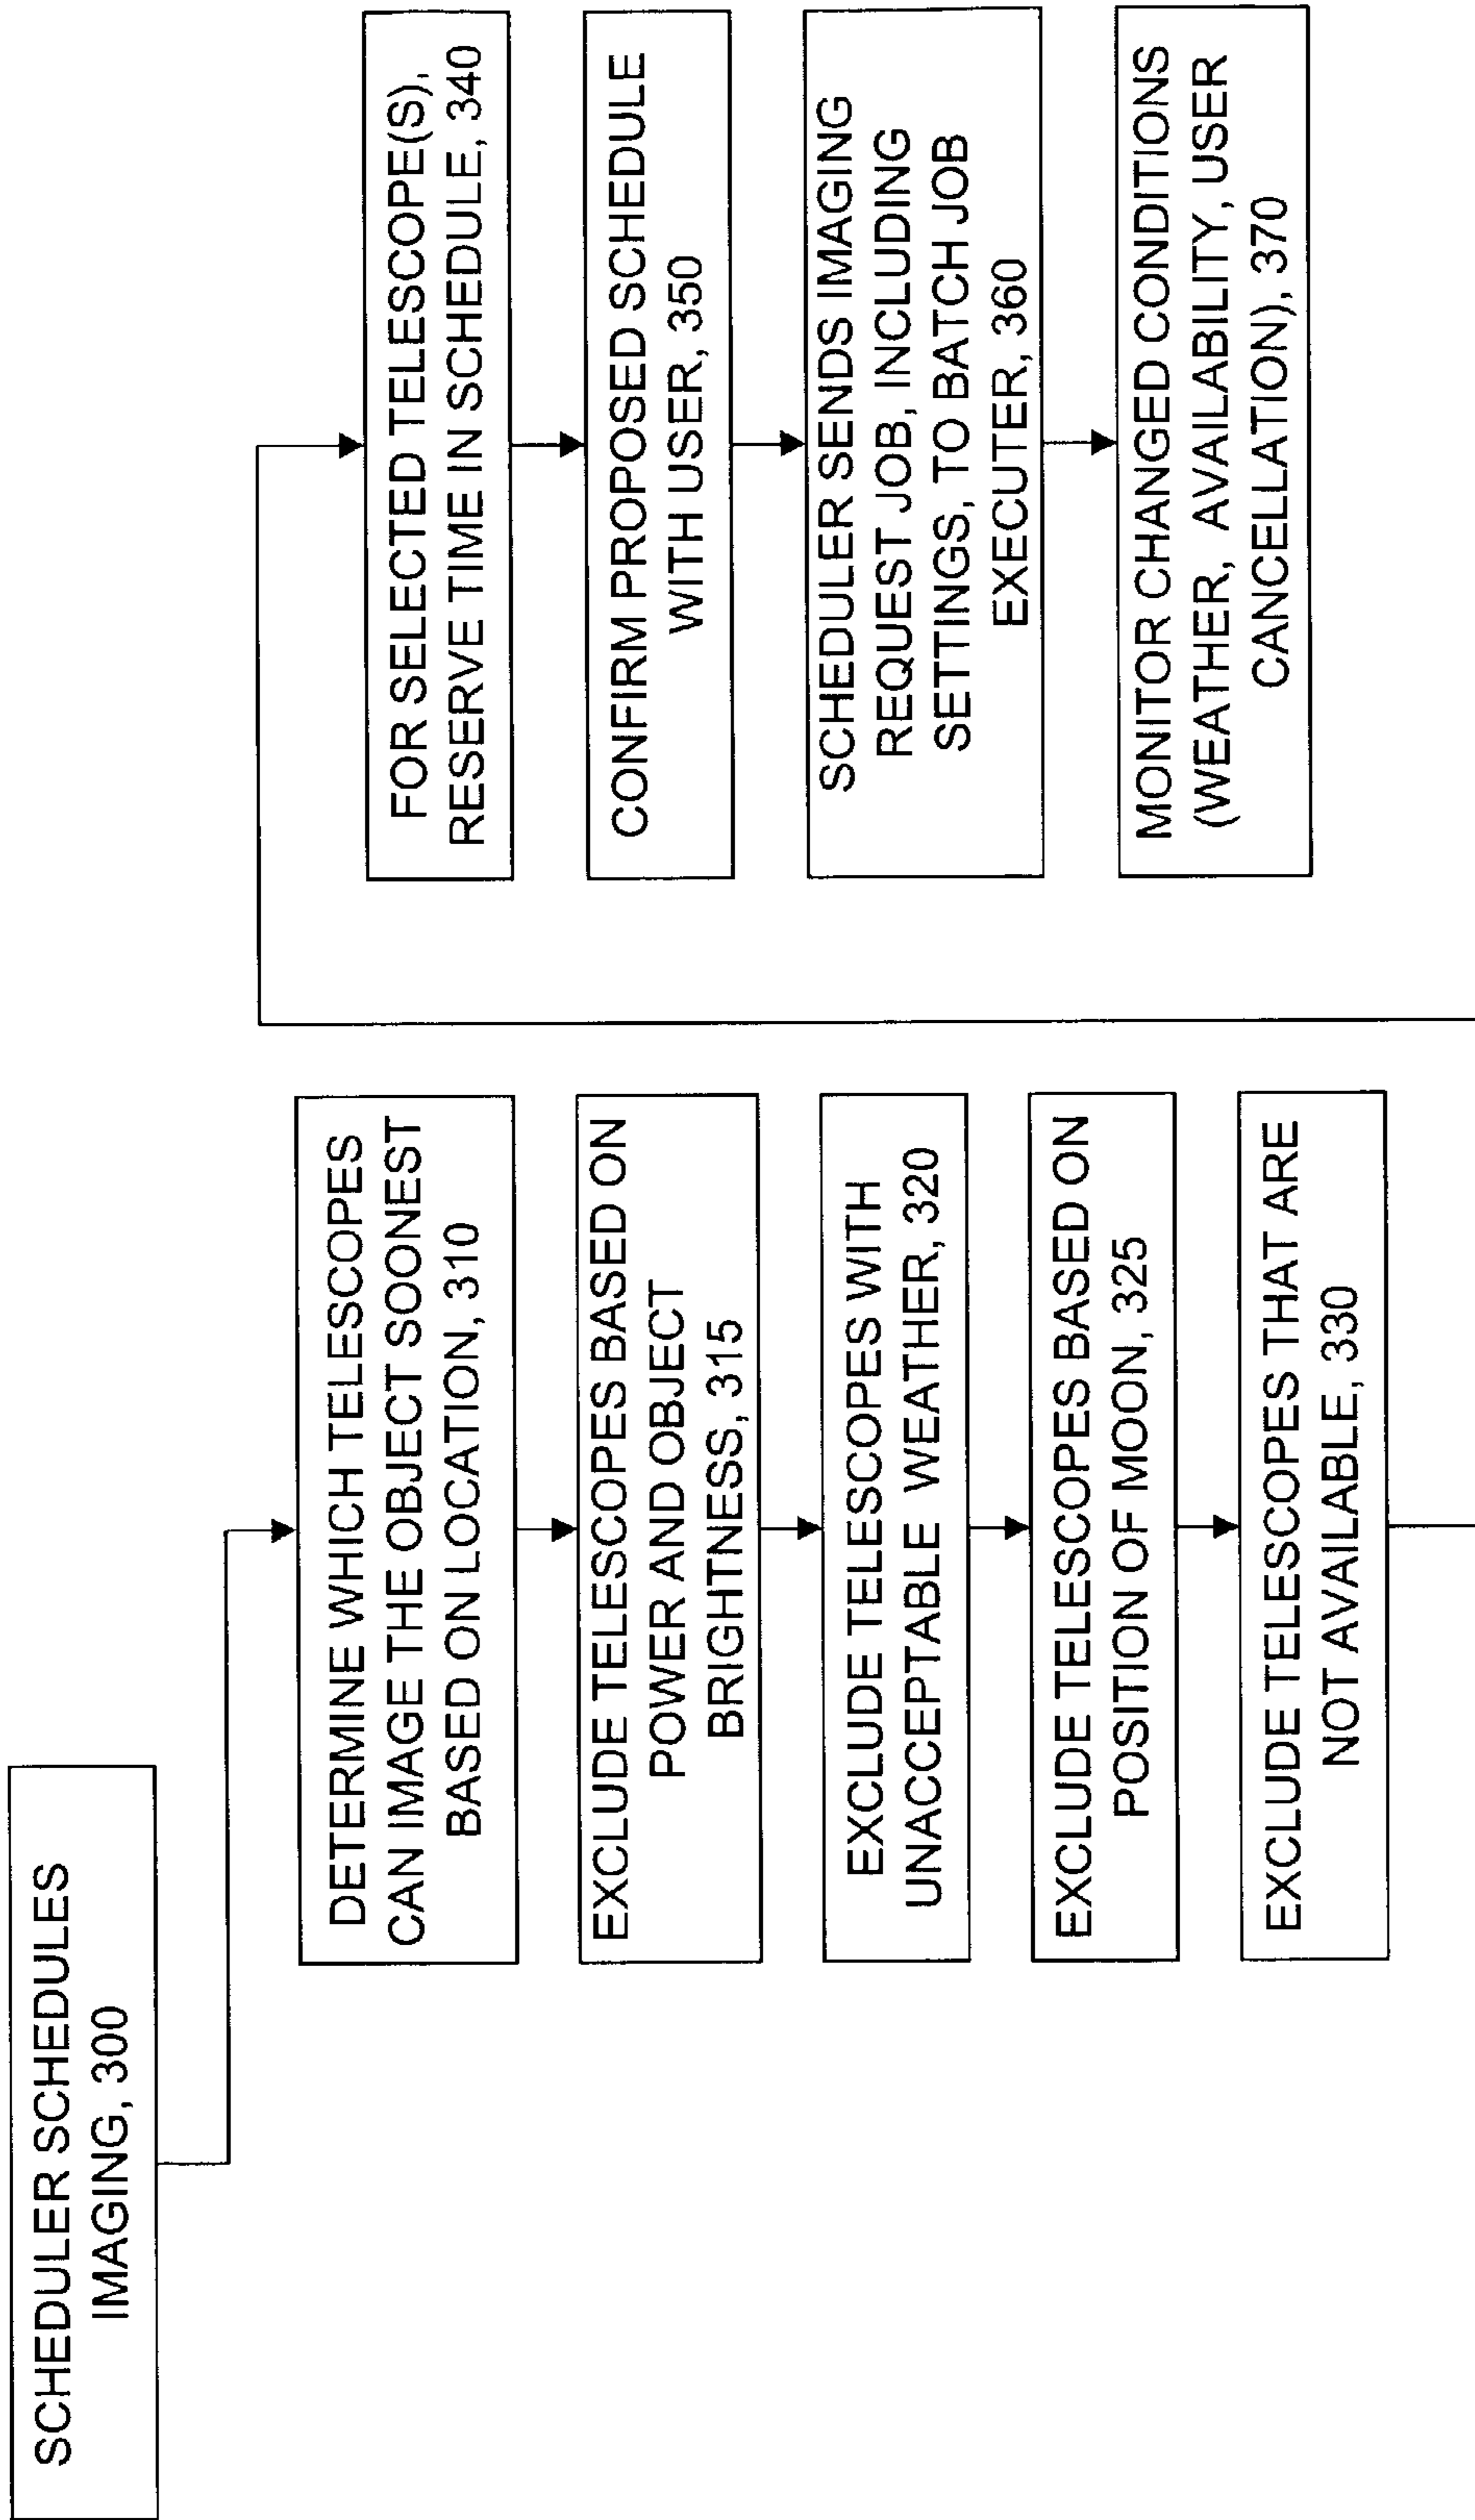 SCHEDULER SCHEDULES
IMAGING, 300
DETERMINE WHICH TELESCOPES
CAN IMAGE THE OBJECT SOONEST
BASED ON LOCATION, 310
EXCLUDE TELESCOPES BASED ON
POWER AND OBJECT
BRIGHTNESS, 315
EXCLUDE TELESCOPES WITH
UNACCEPTABLE WEATHER, 320
EXCLUDE TELESCOPES BASED ON
POSITION OF MOON, 325
EXCLUDE TELESCOPES THAT ARE
NOT AVAILABLE, 330
FOR SELECTED TELESCOPE(S),
RESERVE TIME IN SCHEDULE, 340
CONFIRM PROPOSED SCHEDULE
WITH USER, 350
SCHEDULER SENDS IMAGING
REQUEST JOB, INCLUDING
SETTINGS, TO BATCH JOB
EXECUTER, 360
MONITOR CHANGED CONDITIONS
(WEATHER, AVAILABILITY, USER
CANCELLATION), 370